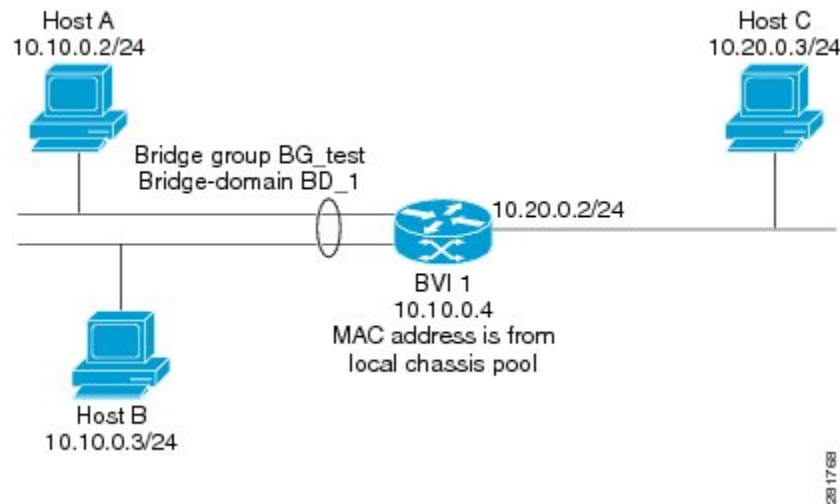 Host A
10.10.0.2/24
Host C
10.20.0.3/24
Bridge group BG_test
Bridge-domain BD_1
10.20.0.2/24
BVI 1
10.10.0.4
MAC address is from
local chassis pool
Host B
10.10.0.3/24
281768